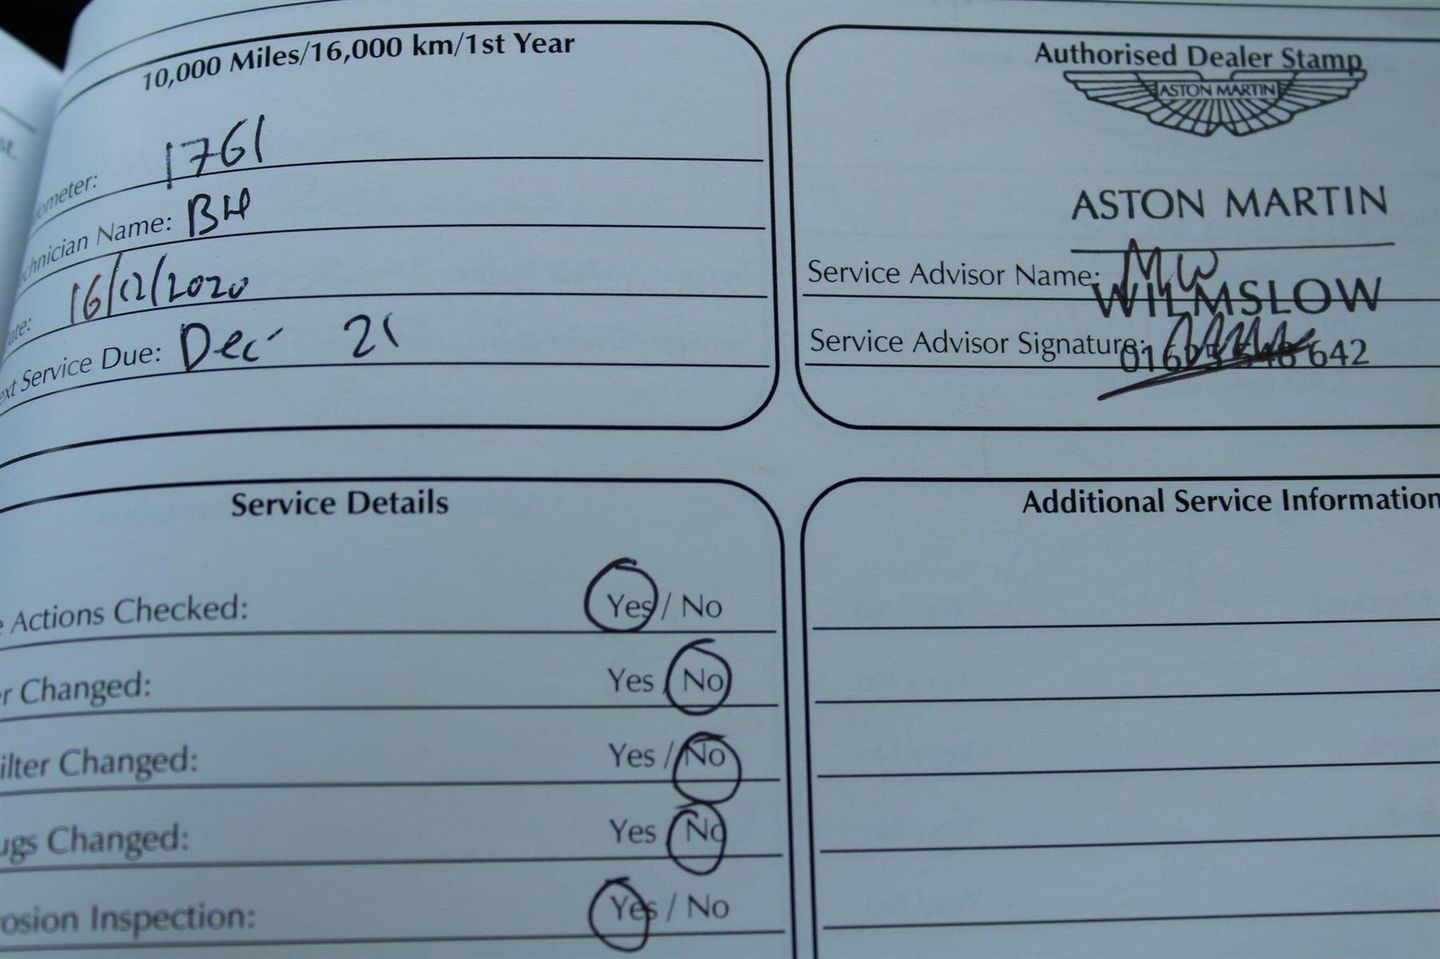 10,000 Miles/16,000 km/1st Year
ometer: 1761
chnician Name: BH
ate: 16/12/2020
ext Service Due: Dec 21
Authorised Dealer Stamp
ASTON MARTIN
ASTON MARTIN
Service Advisor Name: MW
WILMSLOW
Service Advisor Signature:
642
Service Details
e Actions Checked: Yes / No
r Changed: Yes / No
ilter Changed: Yes / No
ugs Changed: Yes / No
rosion Inspection: Yes / No
Additional Service Information